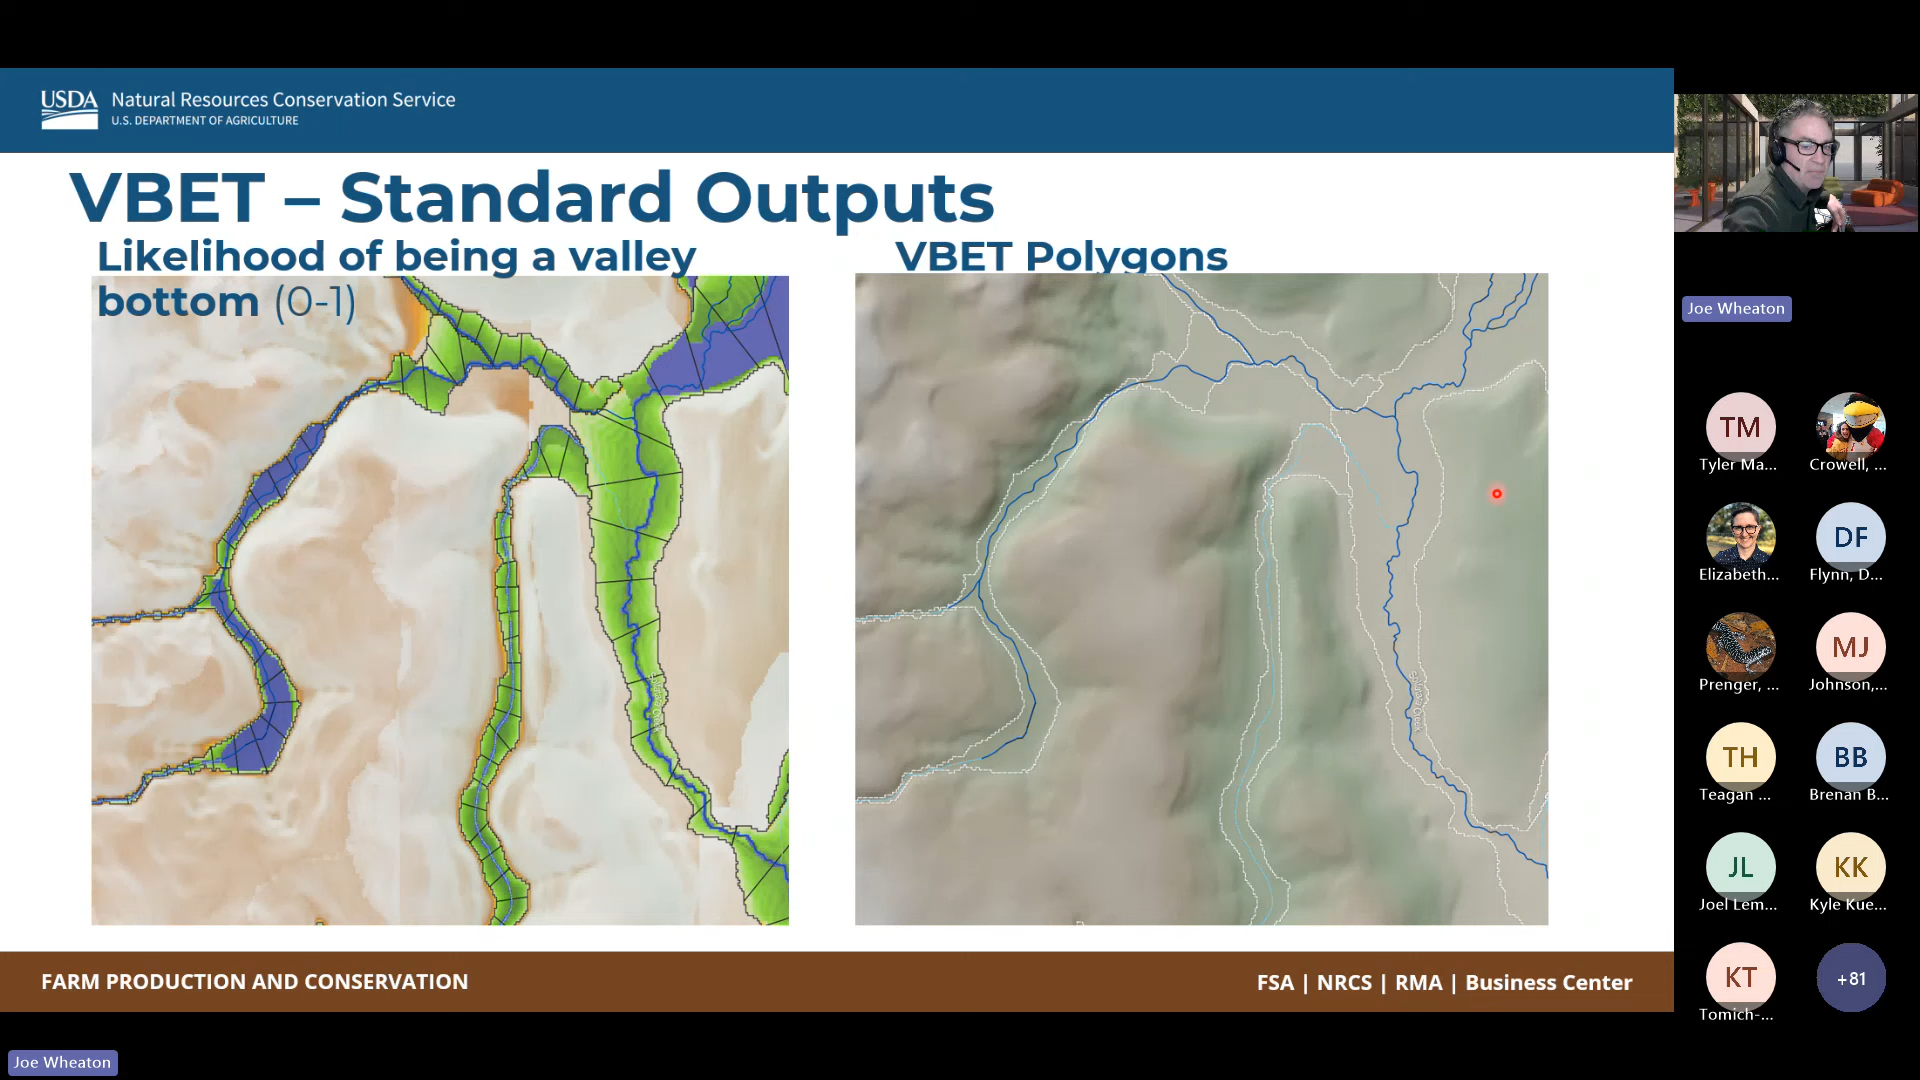 USDA
Natural Resources Conservation Service
U.S. DEPARTMENT OF AGRICULTURE
VBET – Standard Outputs
Likelihood of being a valley
bottom (0-1)
VBET Polygons
FARM PRODUCTION AND CONSERVATION
FSA | NRCS | RMA | Business Center
Joe Wheaton
TM
Tyler Ma...
Crowell, ...
Elizabeth...
DF
Flynn, D...
Prenger, ...
MJ
Johnson,...
TH
Teagan ...
BB
Brenan B...
JL
Joel Lem...
KK
Kyle Kue...
KT
Tomich-...
+81
Joe Wheaton